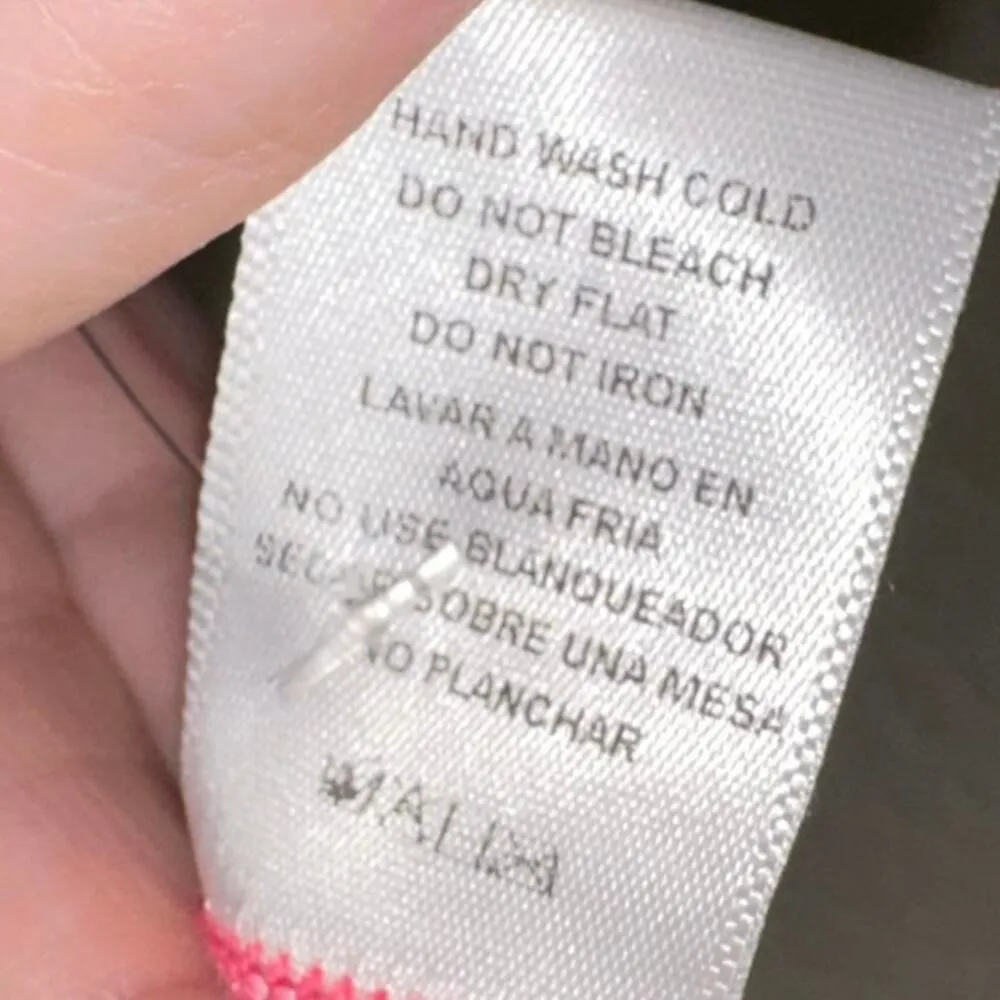 HAND WASH COLD
DO NOT BLEACH
DRY FLAT
DO NOT IRON
LAVAR A MANO EN
AGUA FRIA
NO USE BLANQUEADOR
SOBRE UNA MESA
NO PLANCHAR